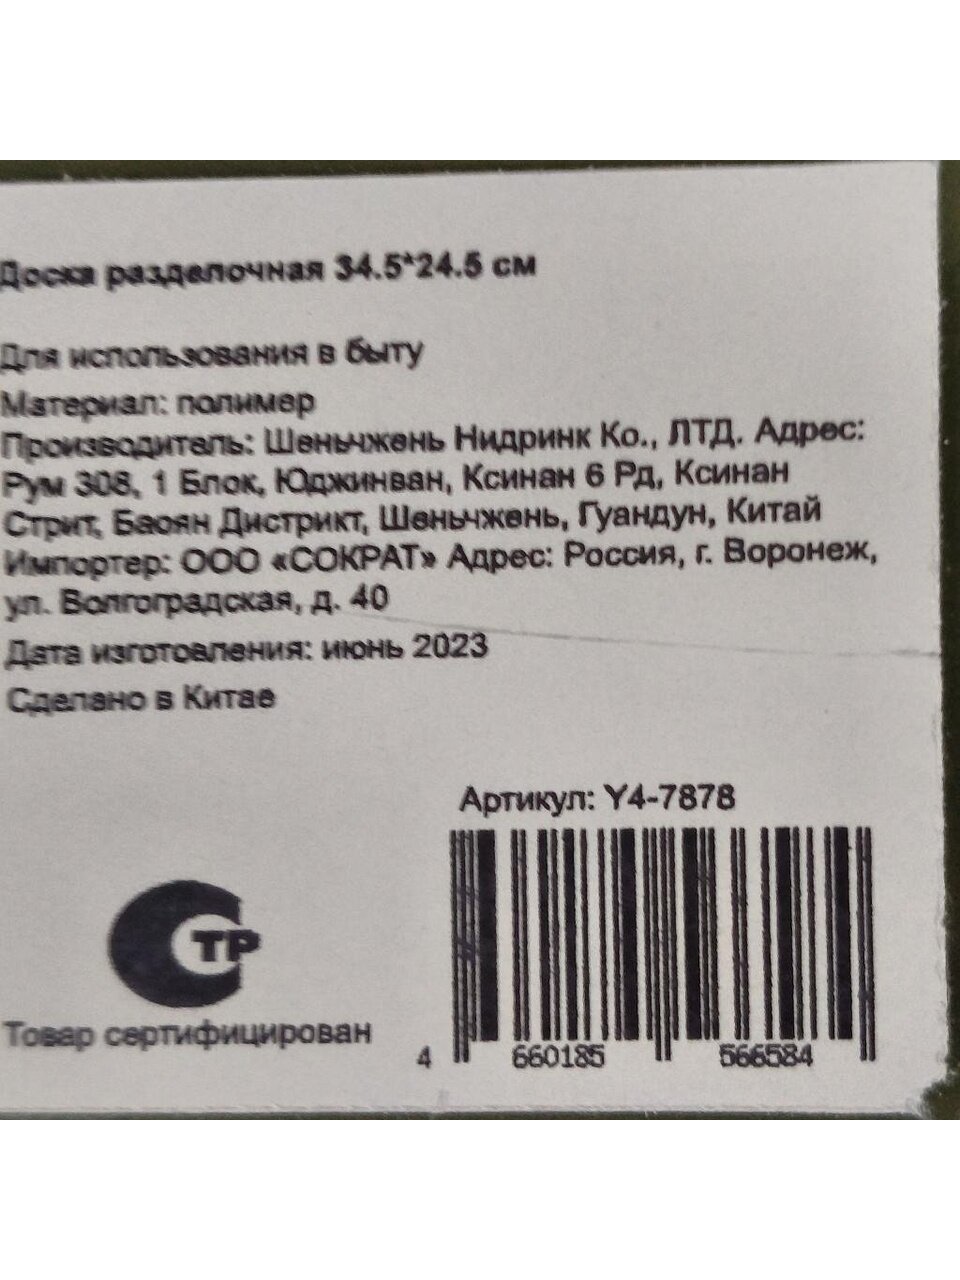 Доска разделочная 34.5*24.5 см
Для использования в быту
Материал: полимер
Производитель: Шеньчжень Нидринк Ко., ЛТД. Адрес:
Рум 308, 1 Блок, Юджинван, Ксинан 6 Рд, Ксинан
Стрит, Баоян Дистрикт, Шеньчжень, Гуандун, Китай
Импортер: ООО «СОКРАТ» Адрес: Россия, г. Воронеж,
ул. Волгоградская, д. 40
Дата изготовления: июнь 2023
Сделано в Китае
Артикул: Y4-7878
СТР
Товар сертифицирован
4 660185 566584